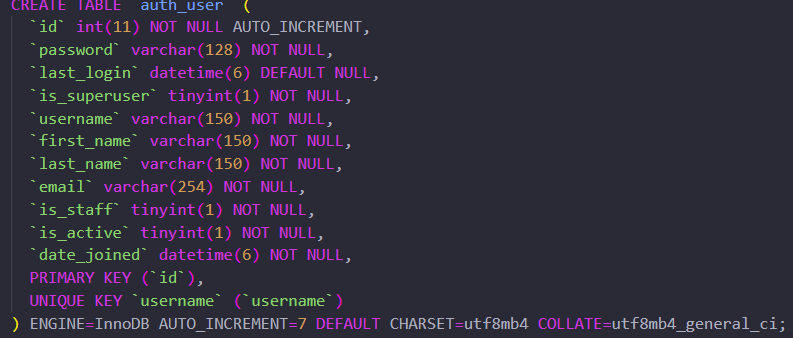 CREATE TABLE `auth_user` (
`id` int(11) NOT NULL AUTO_INCREMENT,
`password` varchar(128) NOT NULL,
`last_login` datetime(6) DEFAULT NULL,
`is_superuser` tinyint(1) NOT NULL,
`username` varchar(150) NOT NULL,
`first_name` varchar(150) NOT NULL,
`last_name` varchar(150) NOT NULL,
`email` varchar(254) NOT NULL,
`is_staff` tinyint(1) NOT NULL,
`is_active` tinyint(1) NOT NULL,
`date_joined` datetime(6) NOT NULL,
PRIMARY KEY (`id`),
UNIQUE KEY `username` (`username`)
) ENGINE=InnoDB AUTO_INCREMENT=7 DEFAULT CHARSET=utf8mb4 COLLATE=utf8mb4_general_ci;